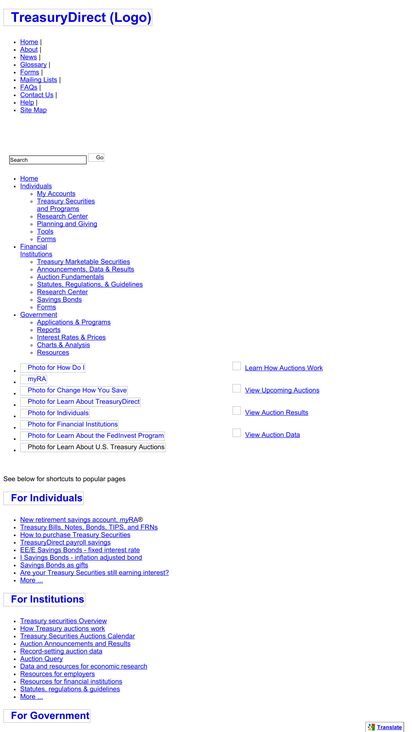 TreasuryDirect (Logo)
Home |
About |
News |
Glossary |
Forms |
Mailing Lists |
FAQs |
Contact Us |
Help |
Site Map
Search Go
Home
Individuals
My Accounts
Treasury Securities
and Programs
Research Center
Planning and Giving
Tools
Forms
Financial
Institutions
Treasury Marketable Securities
Announcements, Data & Results
Auction Fundamentals
Statutes, Regulations, & Guidelines
Research Center
Savings Bonds
Forms
Government
Applications & Programs
Reports
Interest Rates & Prices
Charts & Analysis
Resources
Photo for How Do I
myRA
Photo for Change How You Save
Photo for Learn About TreasuryDirect
Photo for Individuals
Photo for Financial Institutions
Photo for Learn About the FedInvest Program
Photo for Learn About U.S. Treasury Auctions
Learn How Auctions Work
View Upcoming Auctions
View Auction Results
View Auction Data
See below for shortcuts to popular pages
For Individuals
New retirement savings account, myRA®
Treasury Bills, Notes, Bonds, TIPS, and FRNs
How to purchase Treasury Securities
TreasuryDirect payroll savings
EE/E Savings Bonds - fixed interest rate
I Savings Bonds - inflation adjusted bond
Savings Bonds as gifts
Are your Treasury Securities still earning interest?
More ...
For Institutions
Treasury securities Overview
How Treasury auctions work
Treasury Securities Auctions Calendar
Auction Announcements and Results
Record-setting auction data
Auction Query
Data and resources for economic research
Resources for employers
Resources for financial institutions
Statutes, regulations & guidelines
More ...
For Government
Translate